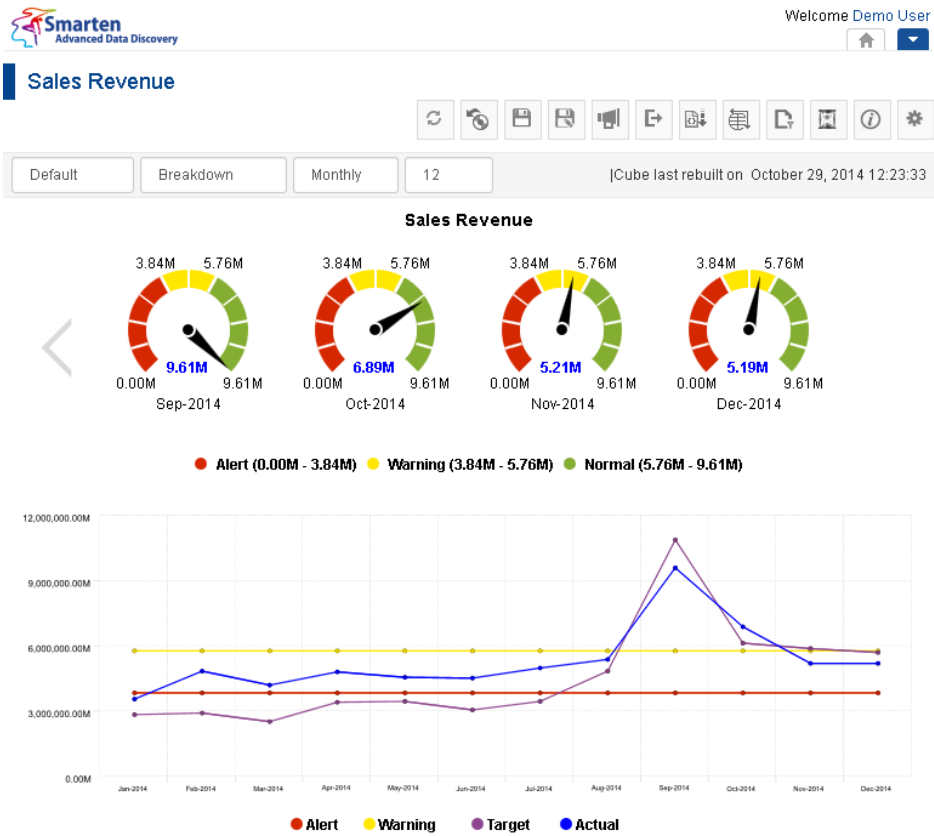 Smarten
Advanced Data Discovery
Welcome Demo User
Sales Revenue
Default Breakdown Monthly 12 |Cube last rebuilt on October 29, 2014 12:23:33
Sales Revenue
3.84M 5.76M 3.84M 5.76M 3.84M 5.76M 3.84M 5.76M
9.61M 6.89M 5.21M 5.19M
0.00M 9.61M 0.00M 9.61M 0.00M 9.61M 0.00M 9.61M
Sep-2014 Oct-2014 Nov-2014 Dec-2014
Alert (0.00M - 3.84M) Warning (3.84M - 5.76M) Normal (5.76M - 9.61M)
12,000,000.00M
9,000,000.00M
6,000,000.00M
3,000,000.00M
0.00M
Jan-2014 Feb-2014 Mar-2014 Apr-2014 May-2014 Jun-2014 Jul-2014 Aug-2014 Sep-2014 Oct-2014 Nov-2014 Dec-2014
Alert Warning Target Actual